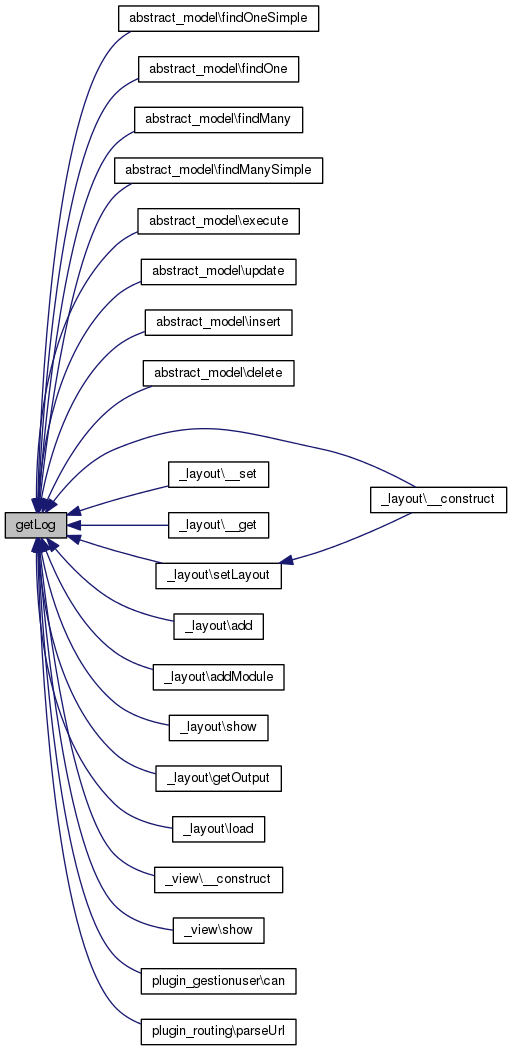 abstract_model\findOneSimple
abstract_model\findOne
abstract_model\findMany
abstract_model\findManySimple
abstract_model\execute
abstract_model\update
abstract_model\insert
abstract_model\delete
_layout\__set
_layout\__construct
getLog
_layout\__get
_layout\setLayout
_layout\add
_layout\addModule
_layout\show
_layout\getOutput
_layout\load
_view\__construct
_view\show
plugin_gestionuser\can
plugin_routing\parseUrl